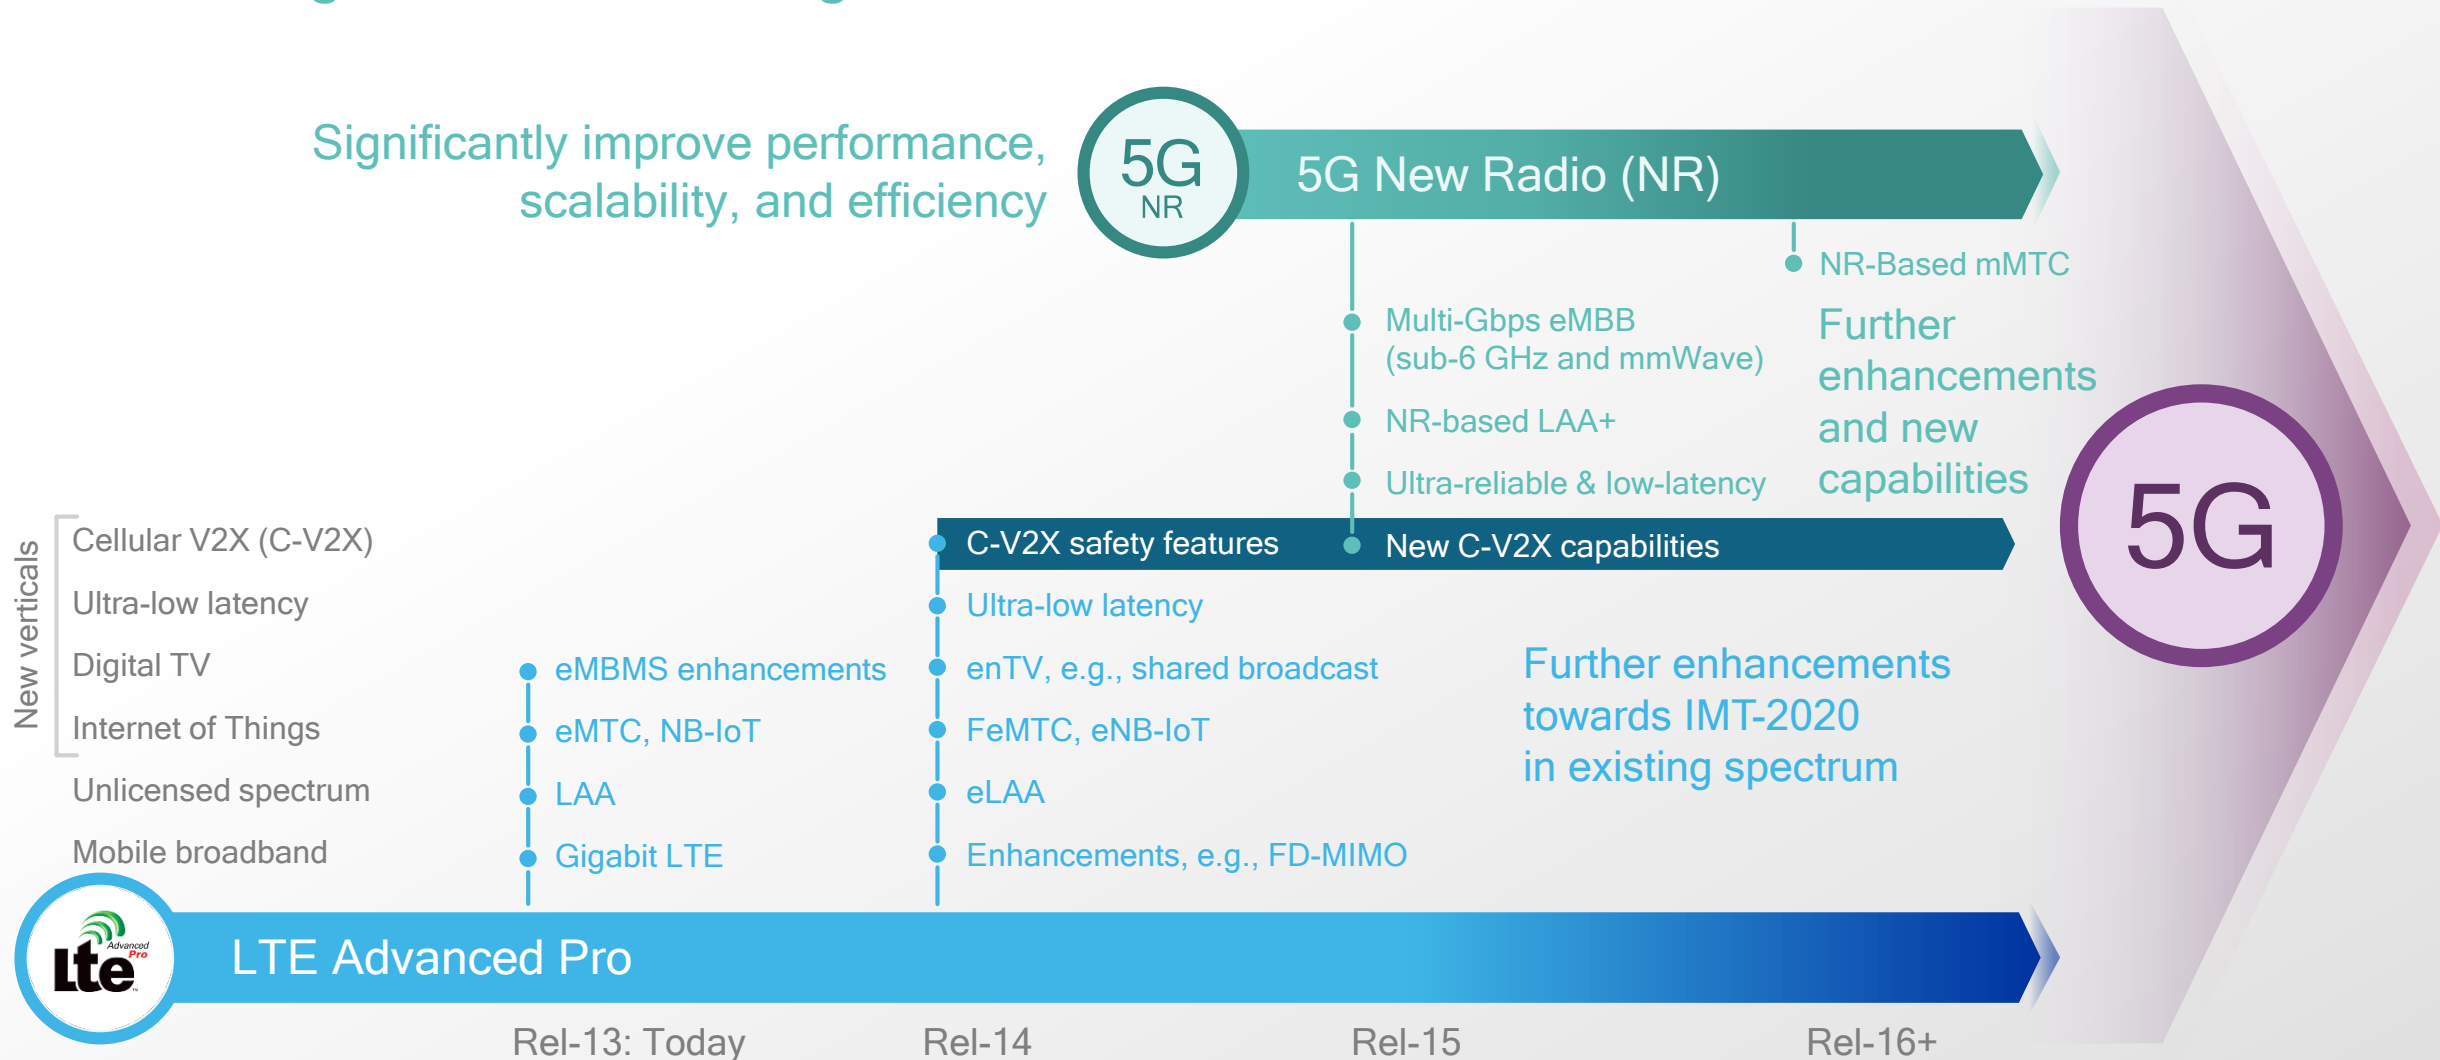 Significantly improve performance,
scalability, and efficiency
5G
NR
5G New Radio (NR)
NR-Based mMTC
Further
enhancements
and new
capabilities
Multi-Gbps eMBB
(sub-6 GHz and mmWave)
NR-based LAA+
Ultra-reliable & low-latency
5G
New verticals
Cellular V2X (C-V2X)
C-V2X safety features
New C-V2X capabilities
Ultra-low latency
Ultra-low latency
Digital TV
eMBMS enhancements
enTV, e.g., shared broadcast
Internet of Things
eMTC, NB-IoT
FeMTC, eNB-IoT
Unlicensed spectrum
LAA
eLAA
Mobile broadband
Gigabit LTE
Enhancements, e.g., FD-MIMO
Further enhancements
towards IMT-2020
in existing spectrum
Lte
Advanced
Pro
LTE Advanced Pro
Rel-13: Today
Rel-14
Rel-15
Rel-16+